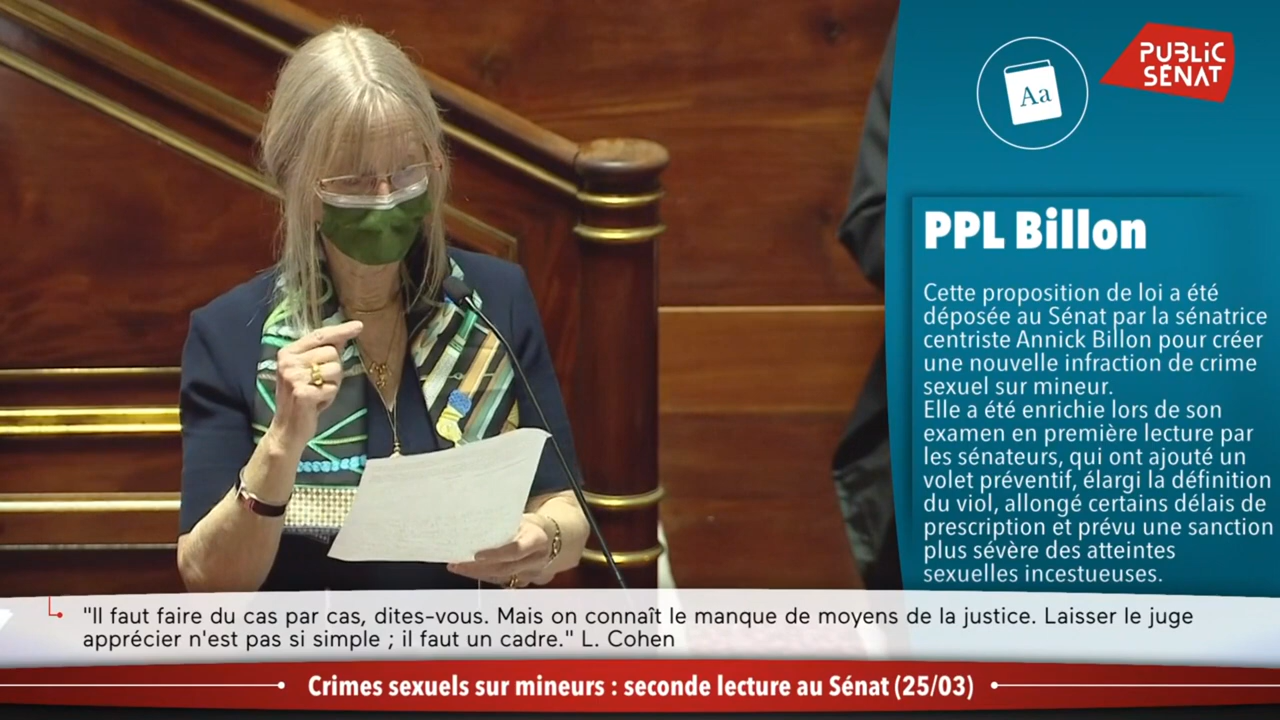 PUBLIC
SÉNAT
Aa
PPL Billon
Cette proposition de loi a été
déposée au Sénat par la sénatrice
centriste Annick Billon pour créer
une nouvelle infraction de crime
sexuel sur mineur.
Elle a été enrichie lors de son
examen en première lecture par
les sénateurs, qui ont ajouté un
volet préventif, élargi la définition
du viol, allongé certains délais de
prescription et prévu une sanction
plus sévère des atteintes
sexuelles incestueuses.
"Il faut faire du cas par cas, dites-vous. Mais on connaît le manque de moyens de la justice. Laisser le juge
apprécier n'est pas si simple ; il faut un cadre." L. Cohen
Crimes sexuels sur mineurs : seconde lecture au Sénat (25/03)